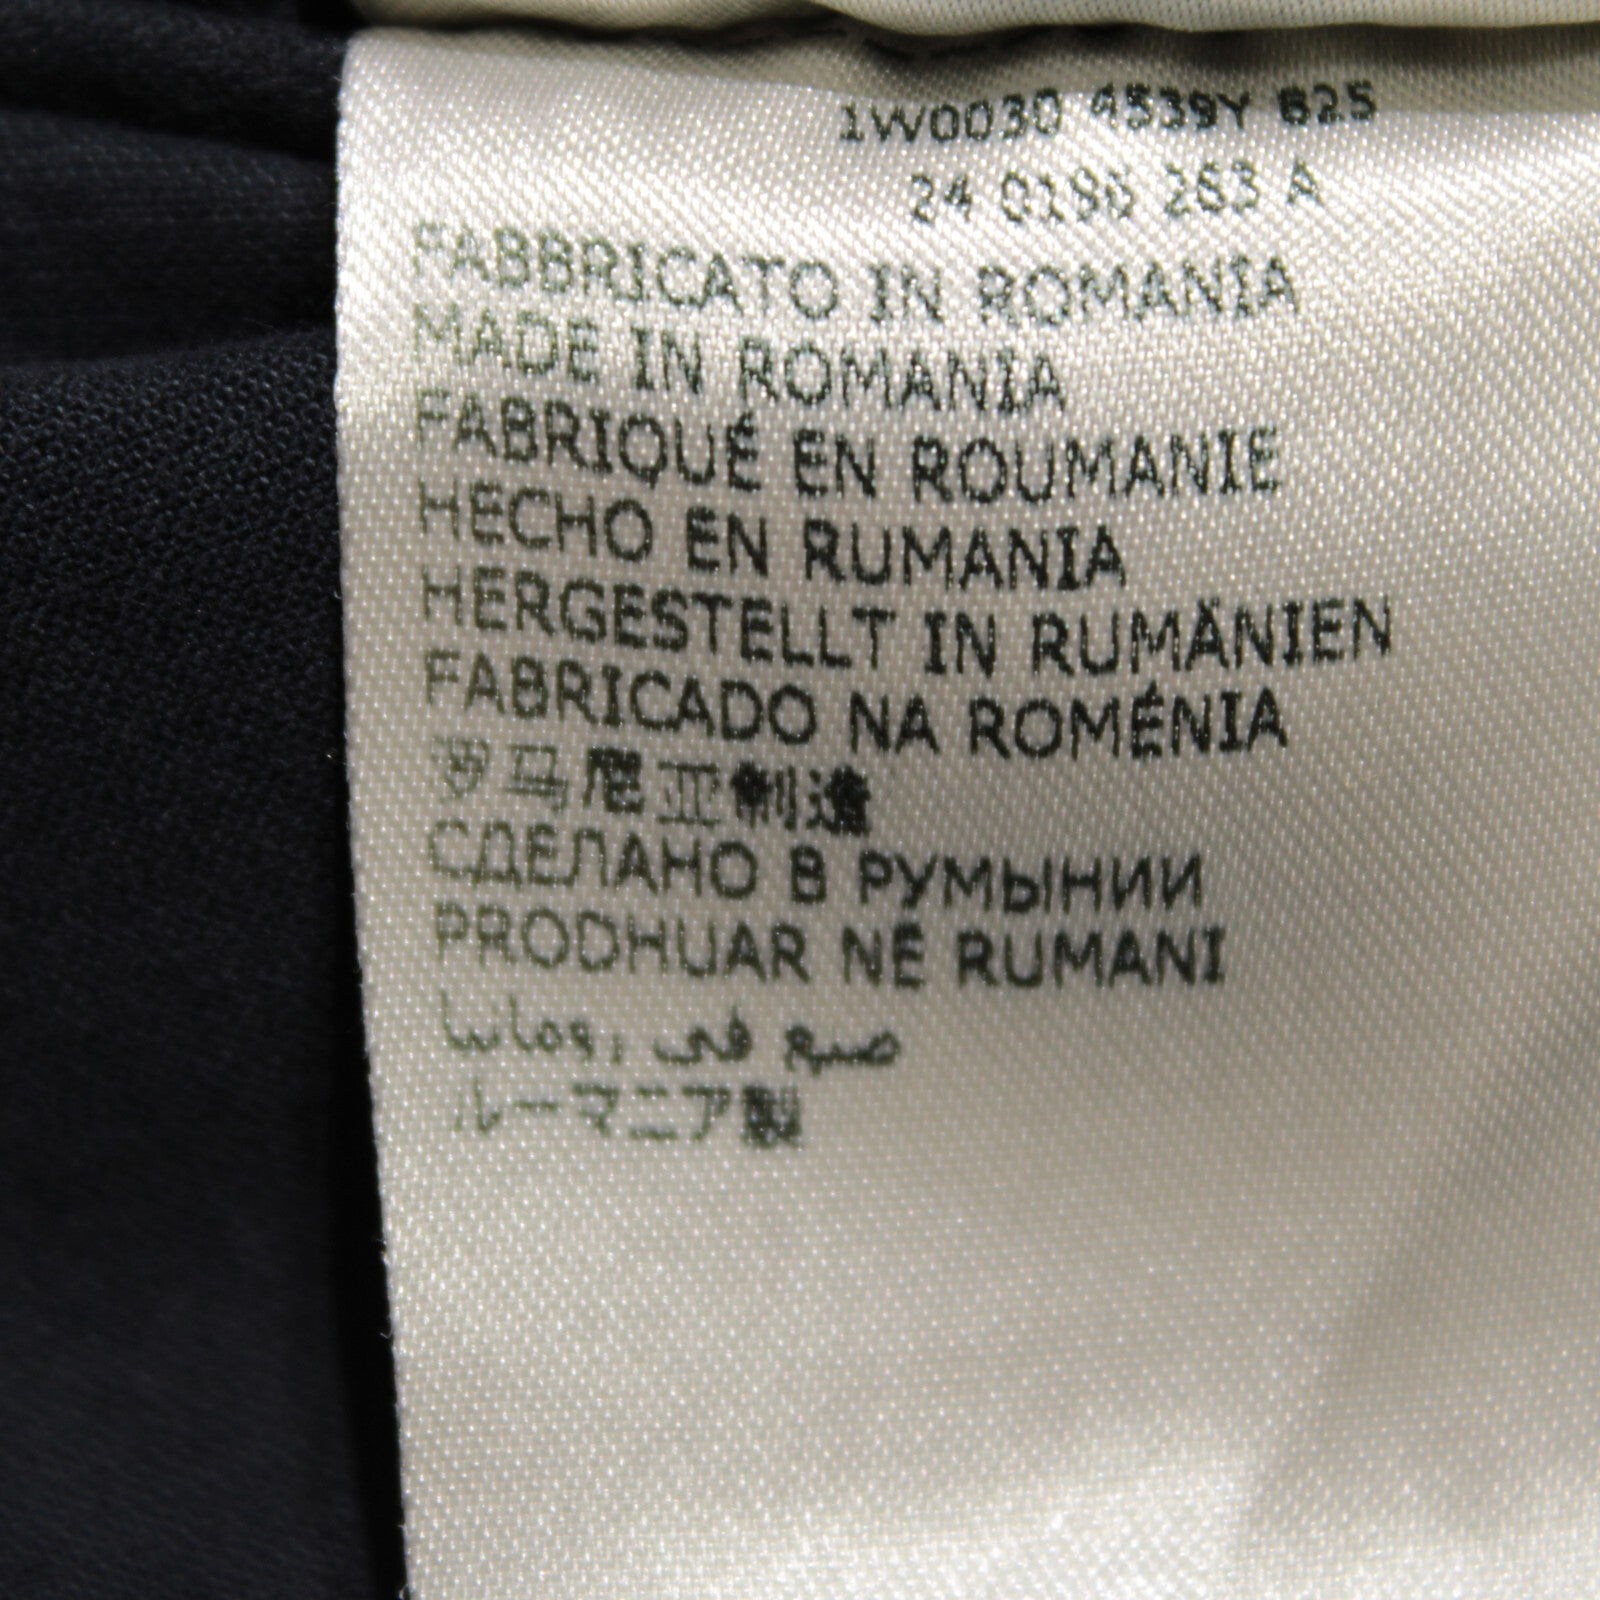 1W0030 4539Y 825
24 0196 283 A
FABBRICATO IN ROMANIA
MADE IN ROMANIA
FABRIQUÉ EN ROUMANIE
HECHO EN RUMANIA
HERGESTELLT IN RUMÄNIEN
FABRICADO NA ROMÉNIA
罗马尼亚制造
СДЕЛАНО В РУМЫНИИ
PRODHUAR NË RUMANI
صنع في رومانيا
ルーマニア製